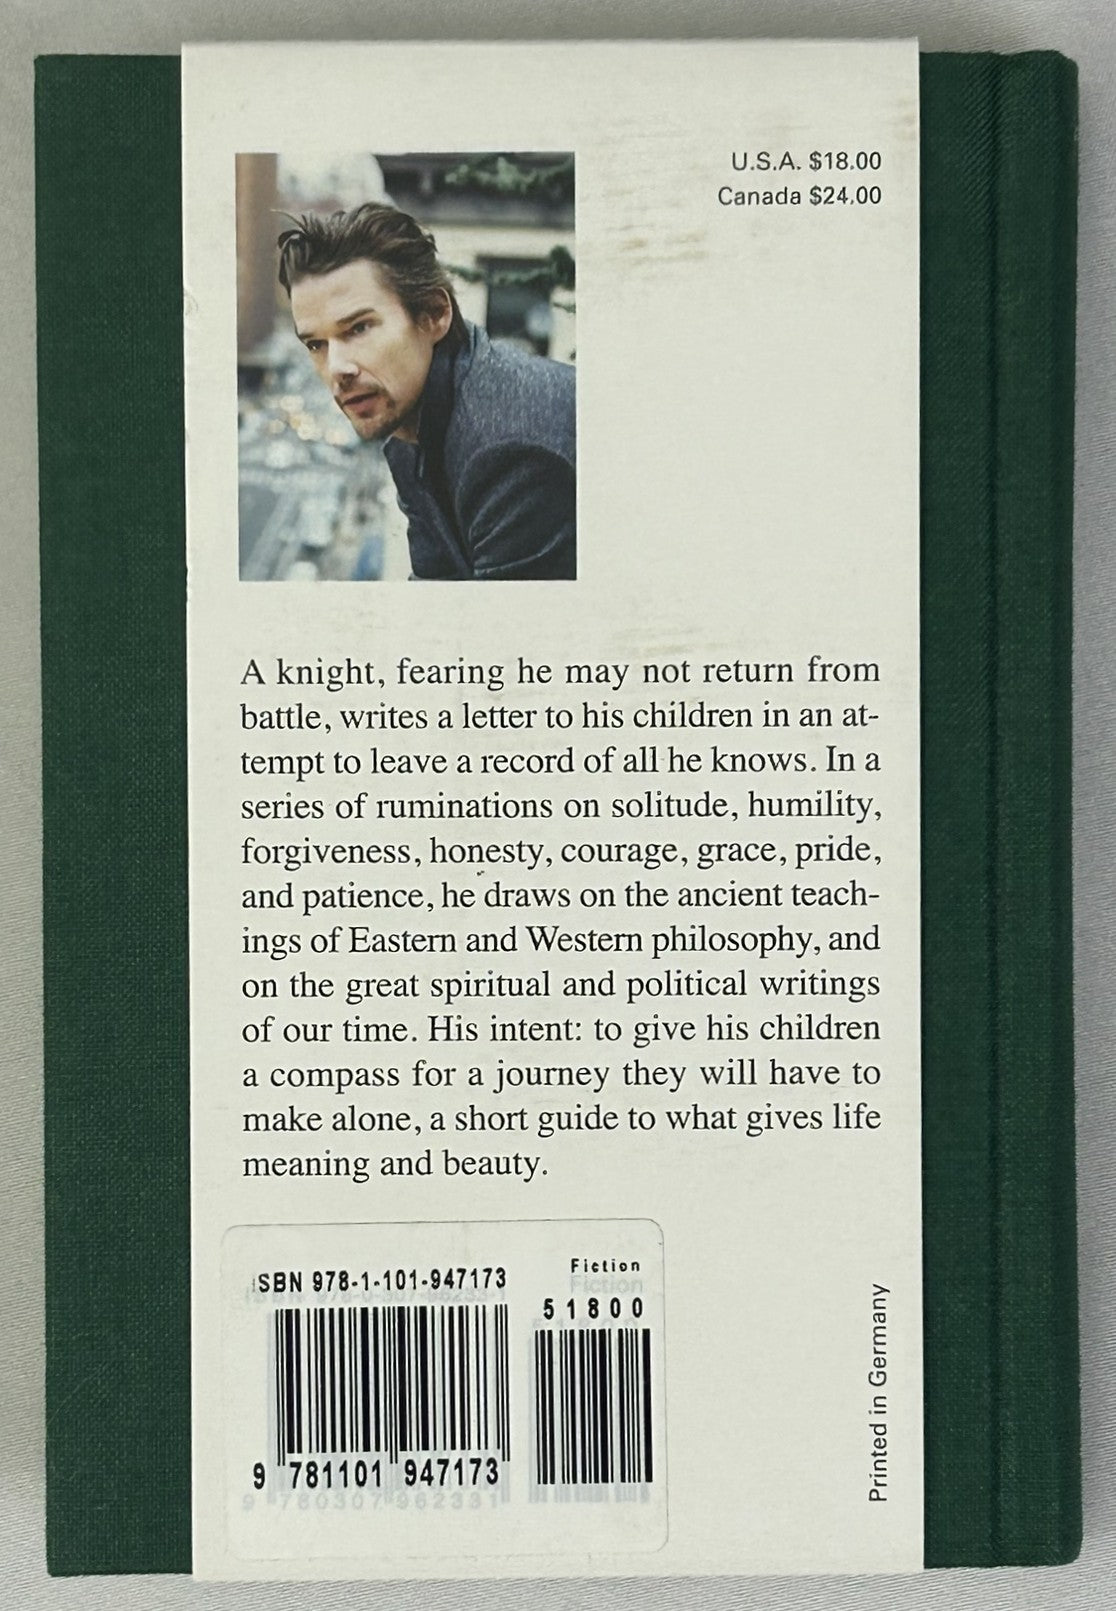 U.S.A. $18.00
Canada $24.00
A knight, fearing he may not return from
battle, writes a letter to his children in an at-
tempt to leave a record of all he knows. In a
series of ruminations on solitude, humility,
forgiveness, honesty, courage, grace, pride,
and patience, he draws on the ancient teach-
ings of Eastern and Western philosophy, and
on the great spiritual and political writings
of our time. His intent: to give his children
a compass for a journey they will have to
make alone, a short guide to what gives life
meaning and beauty.
ISBN 978-1-101-947173
Fiction
Fiction
51800
9 781101 947173
9 780307 962331
Printed in Germany